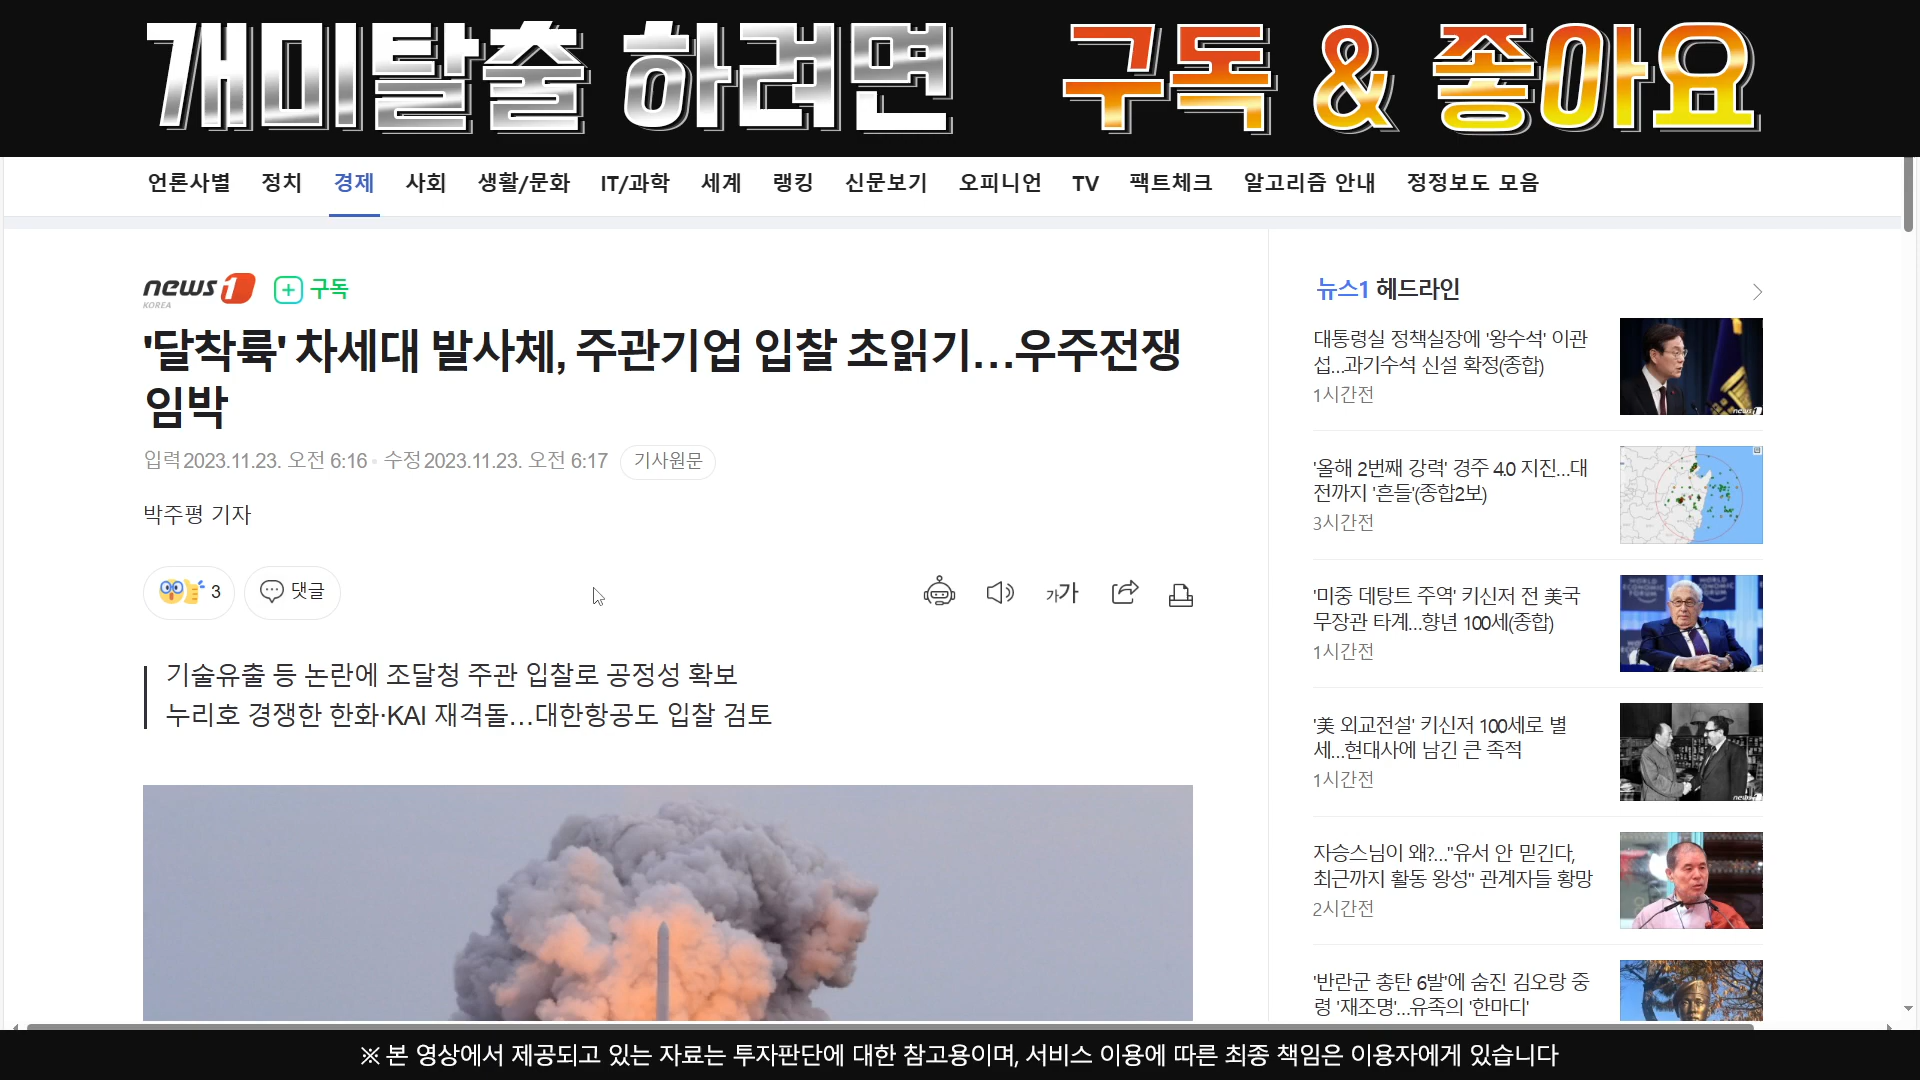 개미탈출 하려면 구독 & 좋아요
언론사별 정치 경제 사회 생활/문화 IT/과학 세계 랭킹 신문보기 오피니언 TV 팩트체크 알고리즘 안내 정정보도 모음
news1 구독
KOREA
'달착륙' 차세대 발사체, 주관기업 입찰 초읽기…우주전쟁
임박
입력 2023.11.23. 오전 6:16 수정 2023.11.23. 오전 6:17 기사원문
박주평 기자
3 댓글
가가
기술유출 등 논란에 조달청 주관 입찰로 공정성 확보
누리호 경쟁한 한화·KAI 재격돌…대한항공도 입찰 검토
뉴스1 헤드라인
대통령실 정책실장에 '왕수석' 이관
섭…과기수석 신설 확정(종합)
1시간전
news1
'올해 2번째 강력' 경주 4.0 지진…대
전까지 '흔들'(종합2보)
3시간전
'미중 데탕트 주역' 키신저 전 美국
무장관 타계…향년 100세(종합)
1시간전
WORLD ECONOMIC FORUM
'美 외교전설' 키신저 100세로 별
세…현대사에 남긴 큰 족적
1시간전
news1
자승스님이 왜?…"유서 안 믿긴다,
최근까지 활동 왕성" 관계자들 황망
2시간전
'반란군 총탄 6발'에 숨진 김오랑 중
령 '재조명'…유족의 '한마디'
※ 본 영상에서 제공되고 있는 자료는 투자판단에 대한 참고용이며, 서비스 이용에 따른 최종 책임은 이용자에게 있습니다